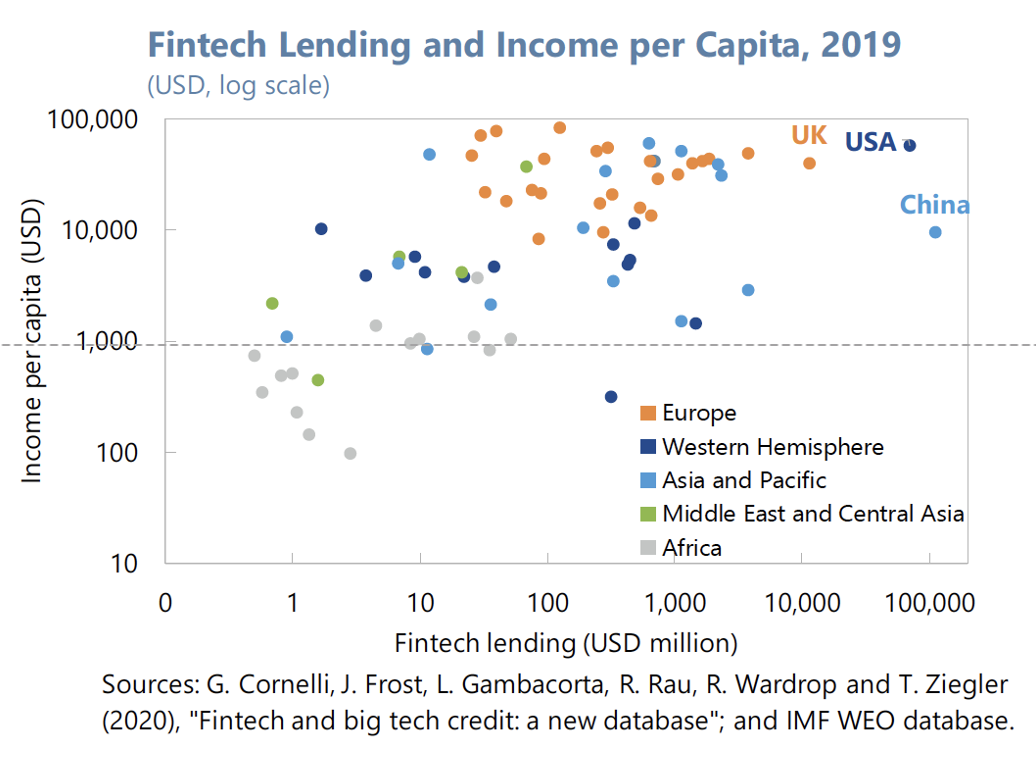 Fintech Lending and Income per Capita, 2019
(USD, log scale)
Income per capita (USD)
100,000
10,000
1,000
100
10
UK
USA
China
Europe
Western Hemisphere
Asia and Pacific
Middle East and Central Asia
Africa
0 1 10 100 1,000 10,000 100,000
Fintech lending (USD million)
Sources: G. Cornelli, J. Frost, L. Gambacorta, R. Rau, R. Wardrop and T. Ziegler
(2020), "Fintech and big tech credit: a new database"; and IMF WEO database.